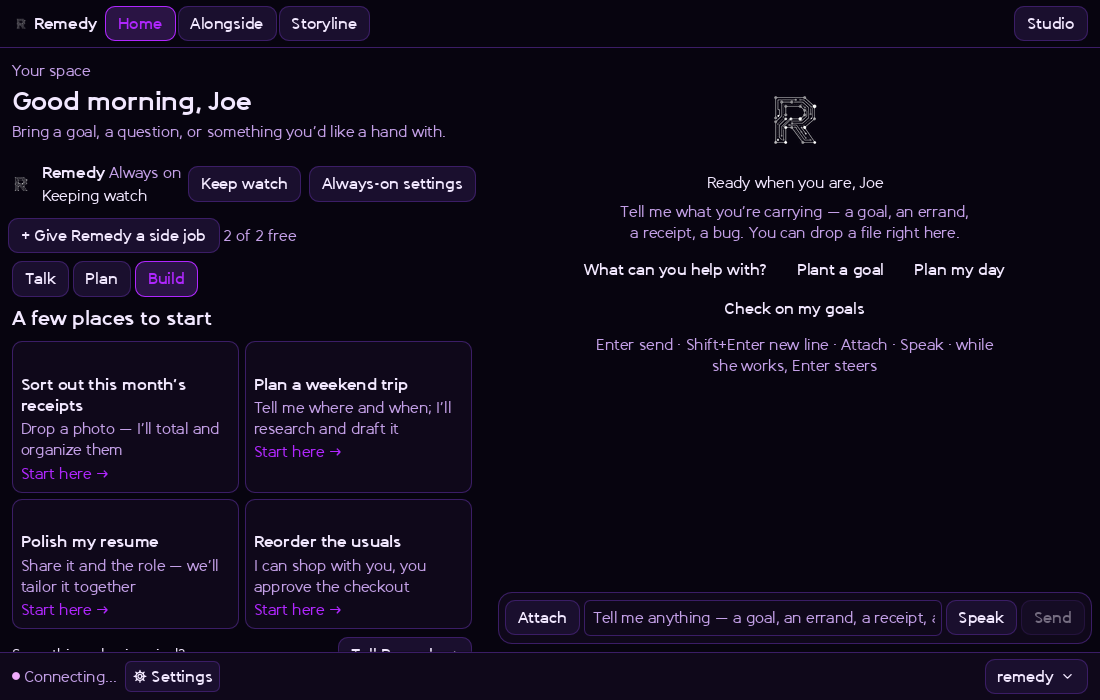 Remedy Home Alongside Storyline Studio
Your space
Good morning, Joe
Bring a goal, a question, or something you'd like a hand with.
Remedy Always on
Keeping watch
Keep watch Always-on settings
+ Give Remedy a side job 2 of 2 free
Talk Plan Build
A few places to start
Sort out this month's
receipts
Drop a photo — I'll total and
organize them
Start here →
Plan a weekend trip
Tell me where and when; I'll
research and draft it
Start here →
Polish my resume
Share it and the role — we'll
tailor it together
Start here →
Reorder the usuals
I can shop with you, you
approve the checkout
Start here →
R
Ready when you are, Joe
Tell me what you're carrying — a goal, an errand,
a receipt, a bug. You can drop a file right here.
What can you help with? Plant a goal Plan my day
Check on my goals
Enter send · Shift+Enter new line · Attach · Speak · while
she works, Enter steers
Attach Tell me anything — a goal, an errand, a receipt, Speak Send
Connecting... Settings remedy